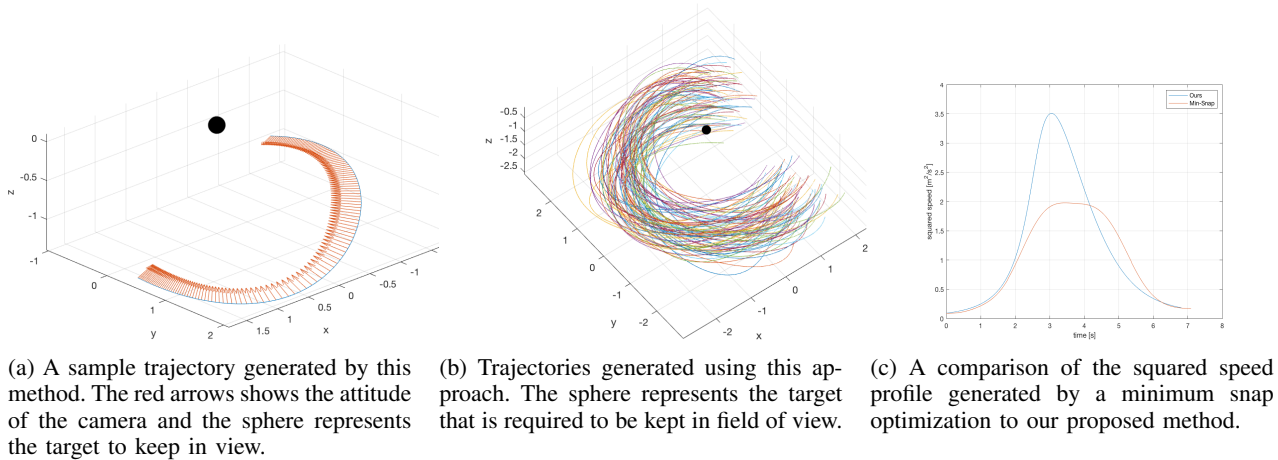 0
-0.5
-1
z
-1
0
1
2
y
1.5
1
0.5
0
-0.5
-1
x
-0.5
-1
-1.5
-2
-2.5
z
2
1
0
-1
-2
y
-2
-1
0
1
2
x
4
3.5
3
2.5
2
1.5
1
0.5
0
squared speed [m²/s²]
Ours
Min-Snap
0 1 2 3 4 5 6 7 8
time [s]
(a) A sample trajectory generated by this
method. The red arrows shows the attitude
of the camera and the sphere represents
the target to keep in view.
(b) Trajectories generated using this ap-
proach. The sphere represents the target
that is required to be kept in field of view.
(c) A comparison of the squared speed
profile generated by a minimum snap
optimization to our proposed method.